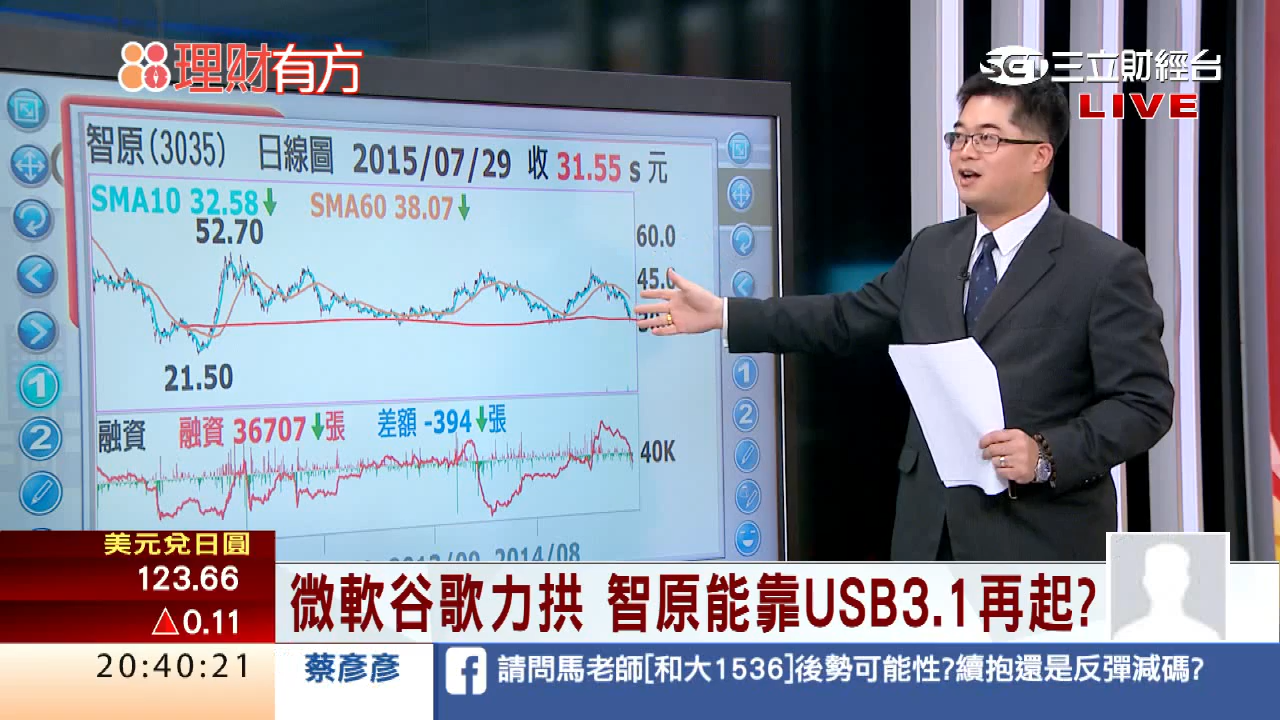 理財有方
SET 三立財經台
LIVE
智原(3035) 日線圖 2015/07/29 收 31.55 s 元
SMA10 32.58↓ SMA60 38.07↓
52.70
60.0
45.0
21.50
融資 融資 36707↓張 差額 -394↓張
40K
2014/08
1
2
1
2
美元兌日圓
123.66
△0.11
微軟谷歌力拱 智原能靠USB3.1再起?
20:40:21 蔡彥彥 f 請問馬老師[和大1536]後勢可能性?續抱還是反彈減碼?